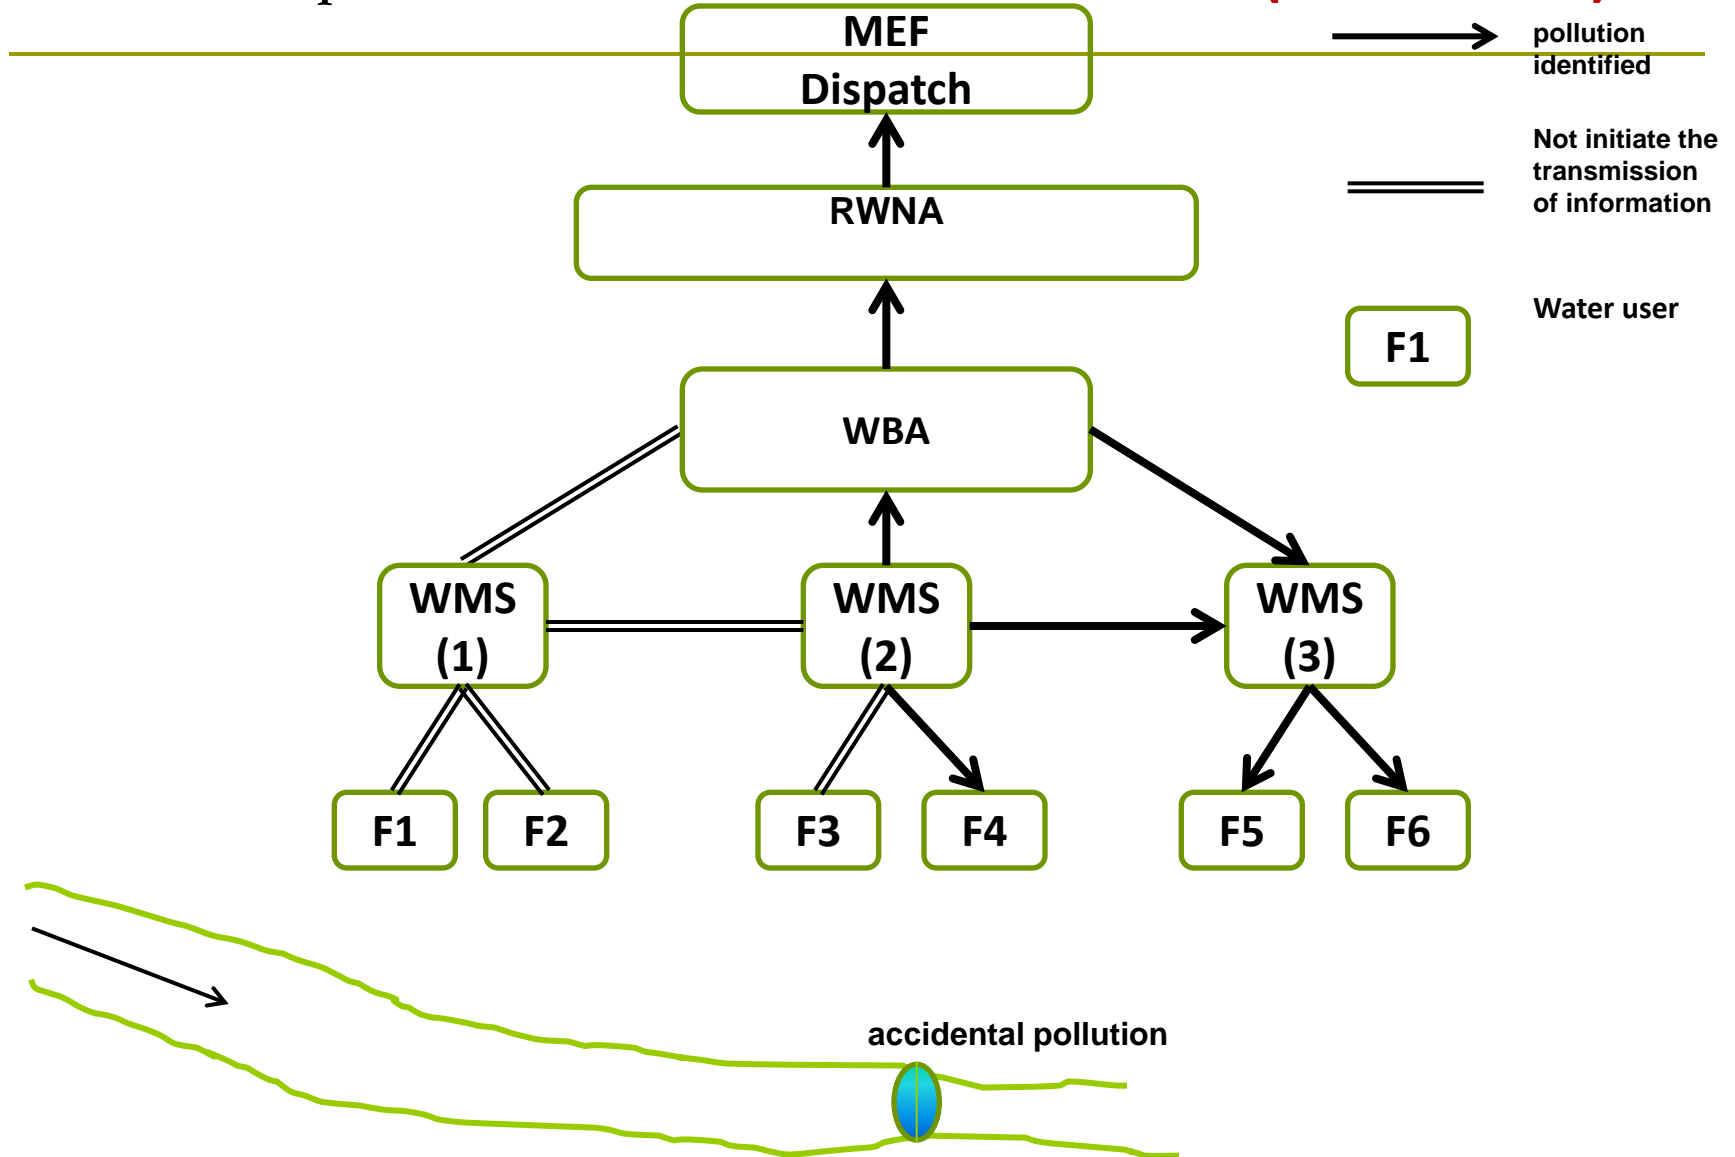 MEF
Dispatch
pollution
identified
Not initiate the
transmission
of information
RWNA
Water user
F1
WBA
WMS
(1)
WMS
(2)
WMS
(3)
F1
F2
F3
F4
F5
F6
accidental pollution